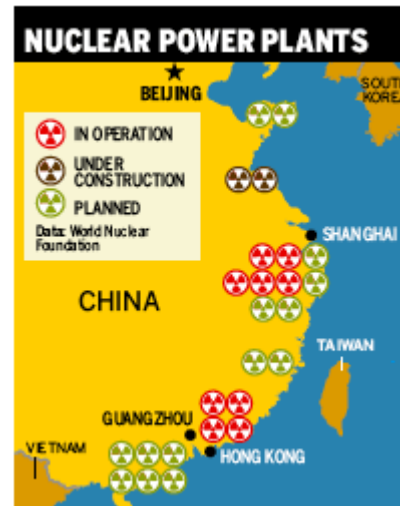 NUCLEAR POWER PLANTS
BEIJING
SOUTH
KOREA
IN OPERATION
UNDER
CONSTRUCTION
PLANNED
Data: World Nuclear
Foundation
SHANGHAI
CHINA
TAIWAN
GUANGZHOU
HONG KONG
VIETNAM